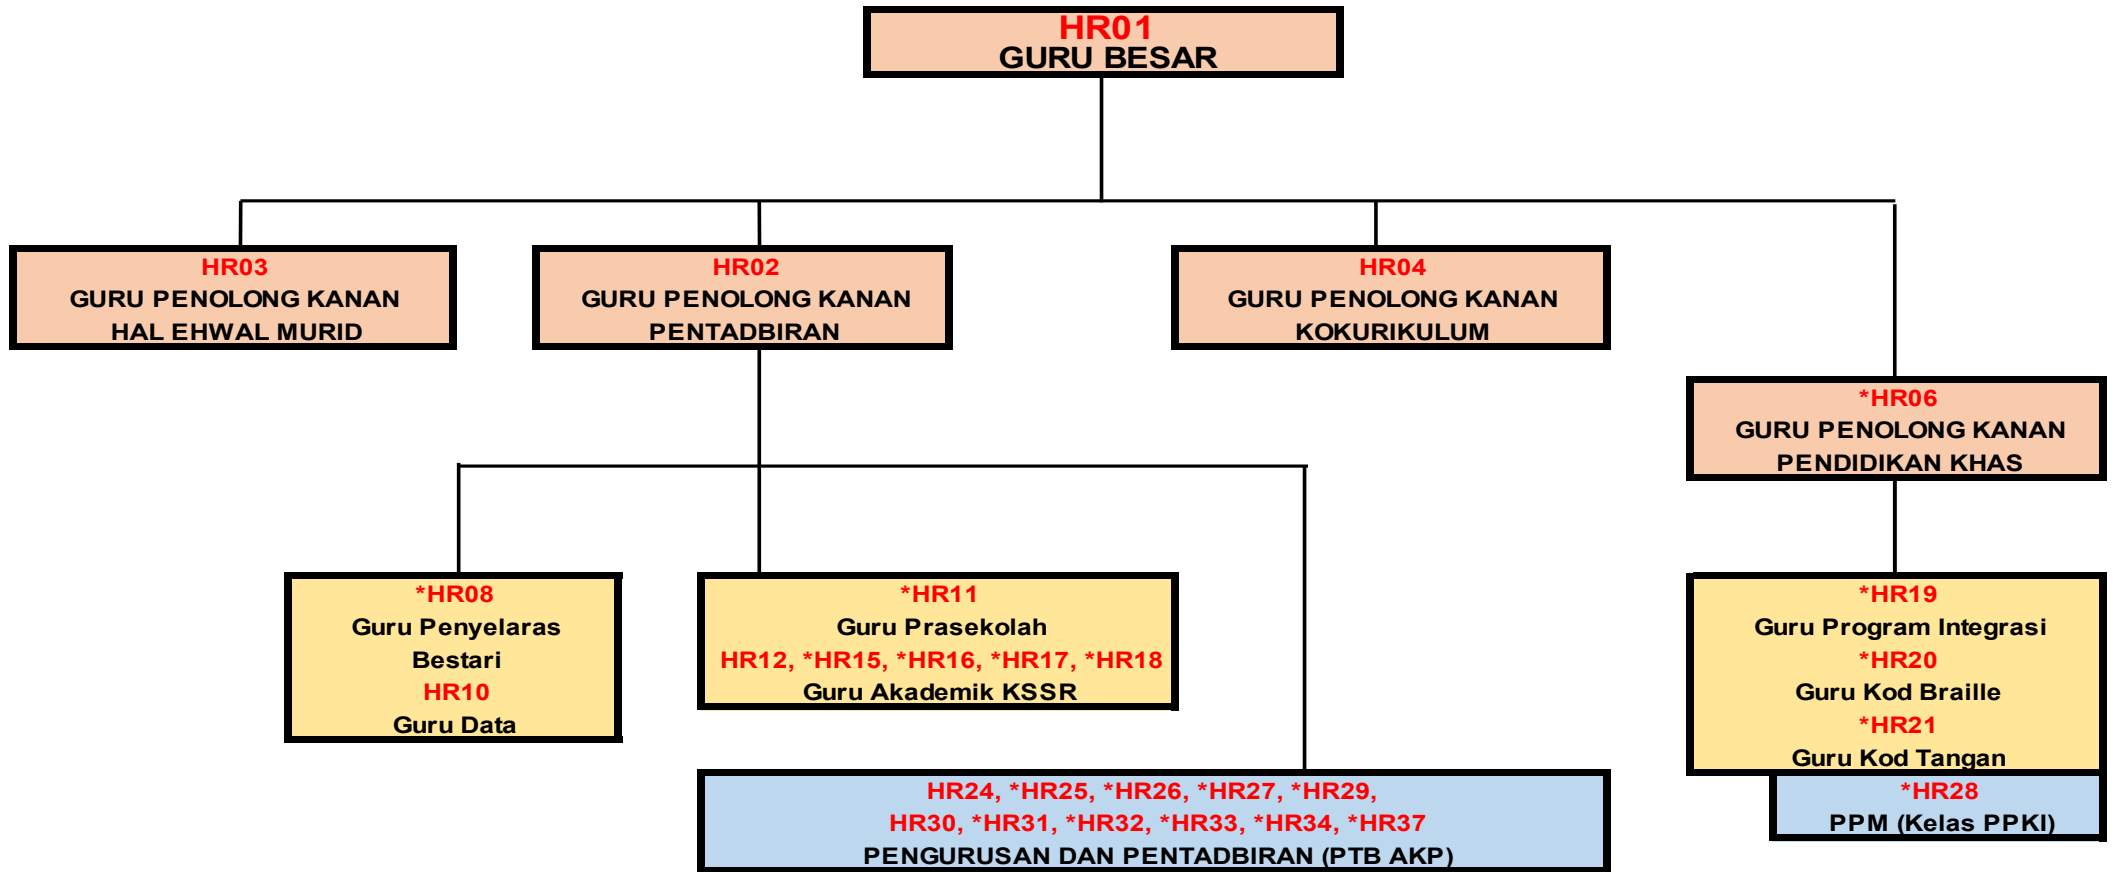 HR01
GURU BESAR
HR03
GURU PENOLONG KANAN
HAL EHWAL MURID
HR02
GURU PENOLONG KANAN
PENTADBIRAN
HR04
GURU PENOLONG KANAN
KOKURIKULUM
*HR06
GURU PENOLONG KANAN
PENDIDIKAN KHAS
*HR08
Guru Penyelaras
Bestari
HR10
Guru Data
*HR11
Guru Prasekolah
HR12, *HR15, *HR16, *HR17, *HR18
Guru Akademik KSSR
*HR19
Guru Program Integrasi
*HR20
Guru Kod Braille
*HR21
Guru Kod Tangan
*HR28
PPM (Kelas PPKI)
HR24, *HR25, *HR26, *HR27, *HR29,
HR30, *HR31, *HR32, *HR33, *HR34, *HR37
PENGURUSAN DAN PENTADBIRAN (PTB AKP)